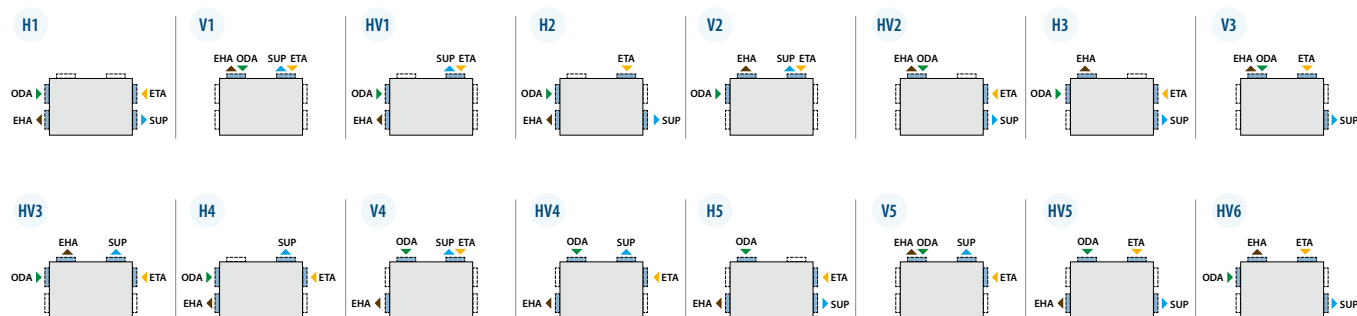 H1 V1 HV1 H2 V2 HV2 H3 V3
EHA ODA SUP ETA SUP ETA ETA EHA SUP ETA EHA ODA EHA EHA ODA ETA
ODA ETA ODA ODA ODA ETA ODA ETA
EHA SUP EHA EHA SUP SUP SUP SUP
HV3 H4 V4 HV4 H5 V5 HV5 HV6
EHA SUP SUP ODA SUP ETA ODA SUP ODA EHA ODA SUP ODA ETA EHA ETA
ODA ETA ODA ETA ETA ETA ETA ODA
EHA EHA EHA EHA SUP EHA SUP SUP